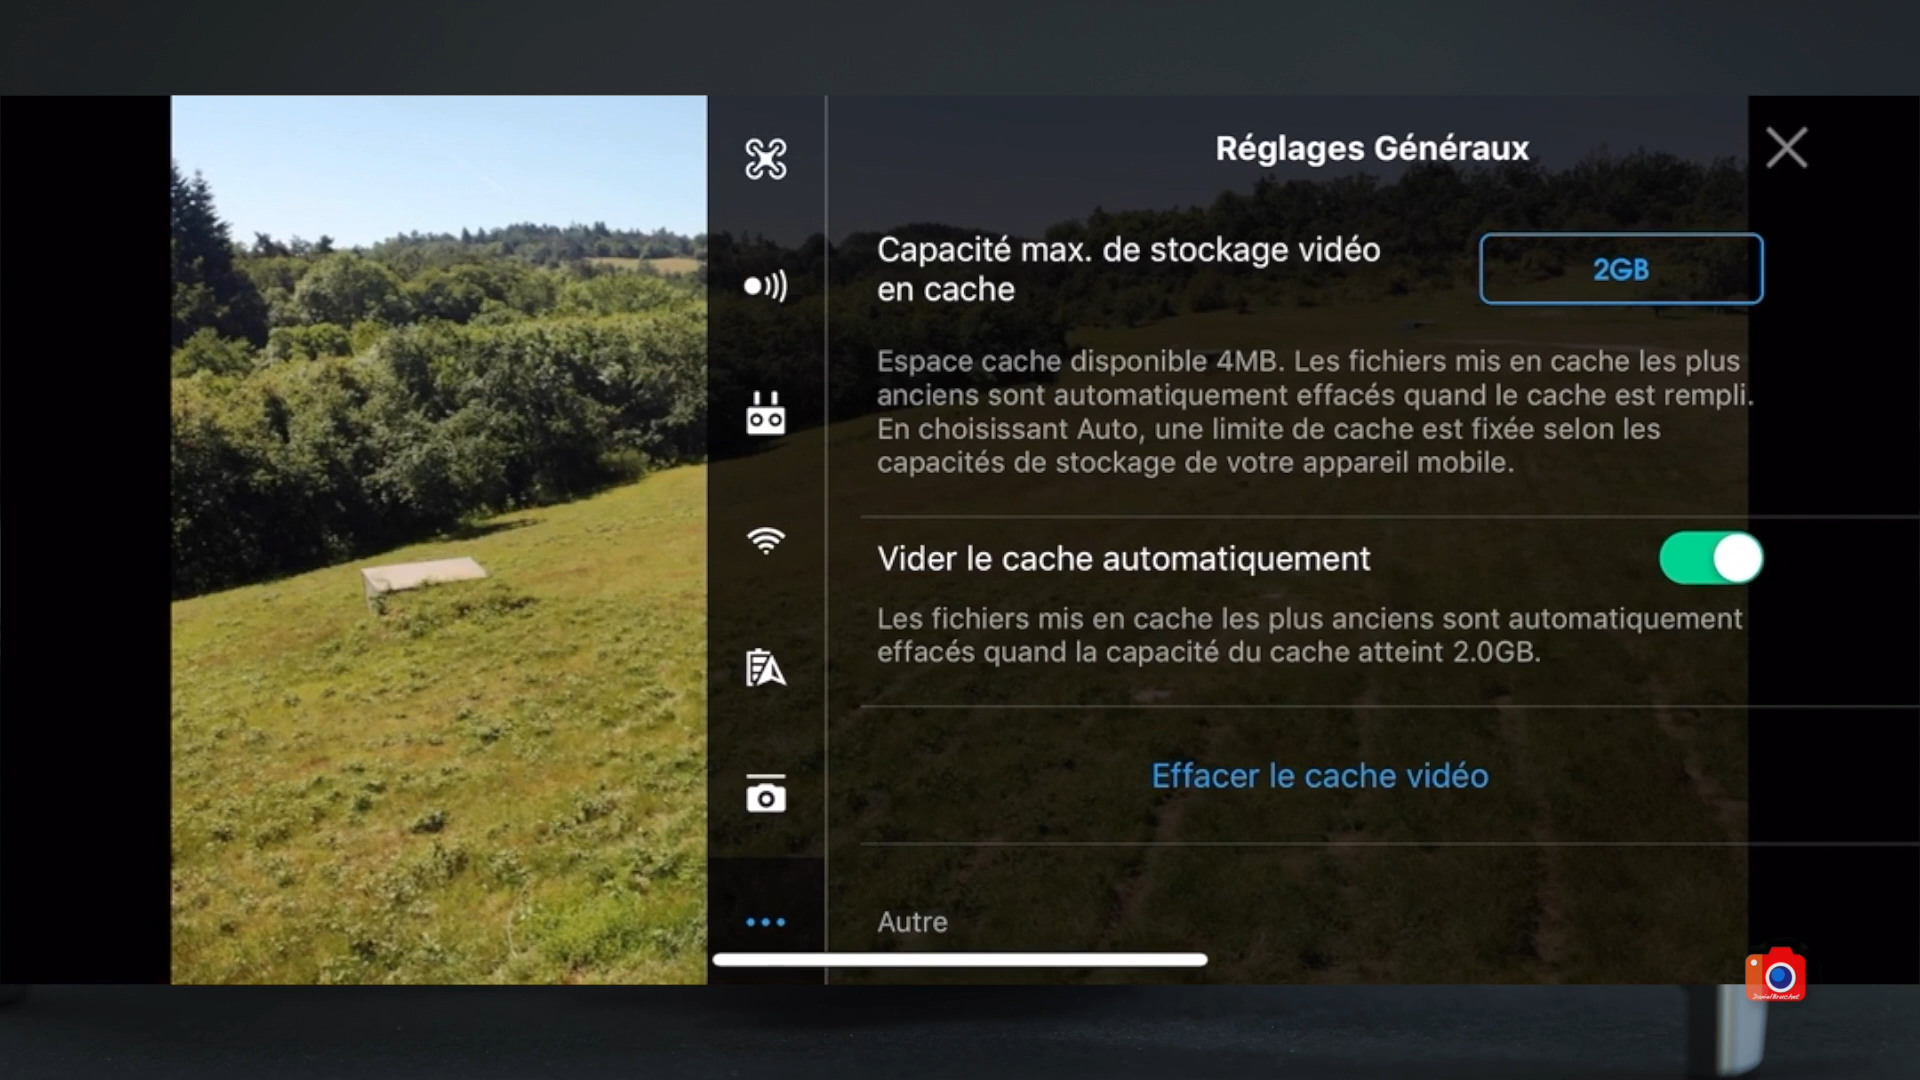 Réglages Généraux
Capacité max. de stockage vidéo
en cache
2GB
Espace cache disponible 4MB. Les fichiers mis en cache les plus
anciens sont automatiquement effacés quand le cache est rempli.
En choisissant Auto, une limite de cache est fixée selon les
capacités de stockage de votre appareil mobile.
Vider le cache automatiquement
Les fichiers mis en cache les plus anciens sont automatiquement
effacés quand la capacité du cache atteint 2.0GB.
Effacer le cache vidéo
Autre